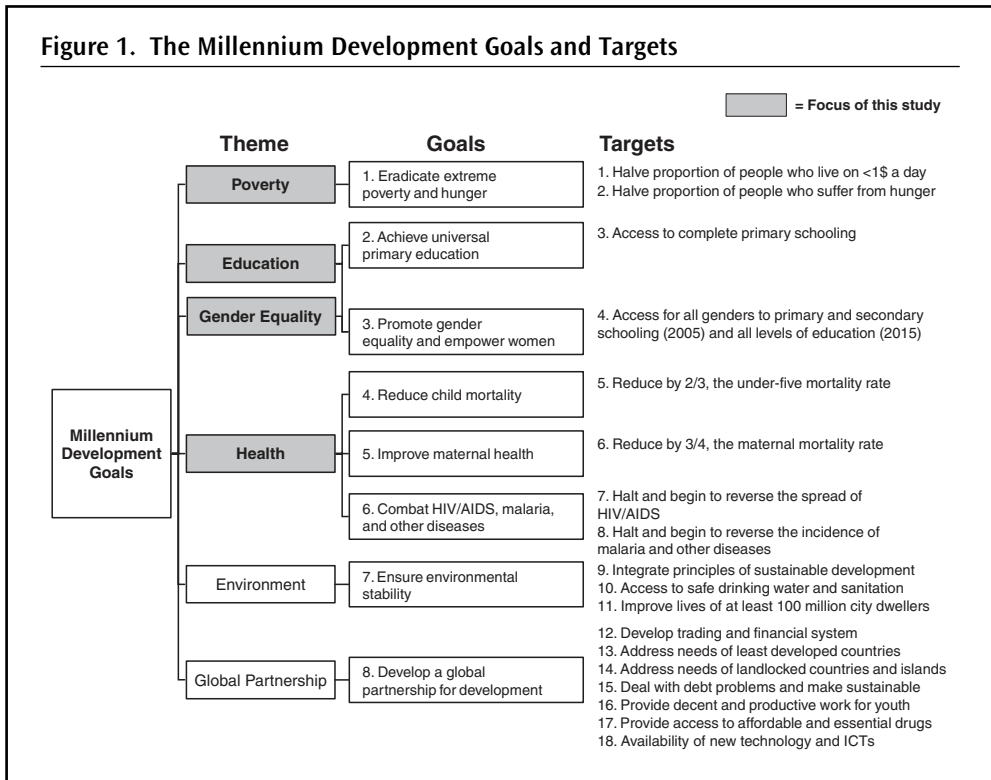 Figure 1. The Millennium Development Goals and Targets
= Focus of this study
Theme
Goals
Targets
Millennium
Development
Goals
Poverty
1. Eradicate extreme
poverty and hunger
1. Halve proportion of people who live on <1$ a day
2. Halve proportion of people who suffer from hunger
Education
2. Achieve universal
primary education
3. Access to complete primary schooling
Gender Equality
3. Promote gender
equality and empower women
4. Access for all genders to primary and secondary
schooling (2005) and all levels of education (2015)
Health
4. Reduce child mortality
5. Reduce by 2/3, the under-five mortality rate
5. Improve maternal health
6. Reduce by 3/4, the maternal mortality rate
6. Combat HIV/AIDS, malaria,
and other diseases
7. Halt and begin to reverse the spread of
HIV/AIDS
8. Halt and begin to reverse the incidence of
malaria and other diseases
Environment
7. Ensure environmental
stability
9. Integrate principles of sustainable development
10. Access to safe drinking water and sanitation
11. Improve lives of at least 100 million city dwellers
Global Partnership
8. Develop a global
partnership for development
12. Develop trading and financial system
13. Address needs of least developed countries
14. Address needs of landlocked countries and islands
15. Deal with debt problems and make sustainable
16. Provide decent and productive work for youth
17. Provide access to affordable and essential drugs
18. Availability of new technology and ICTs